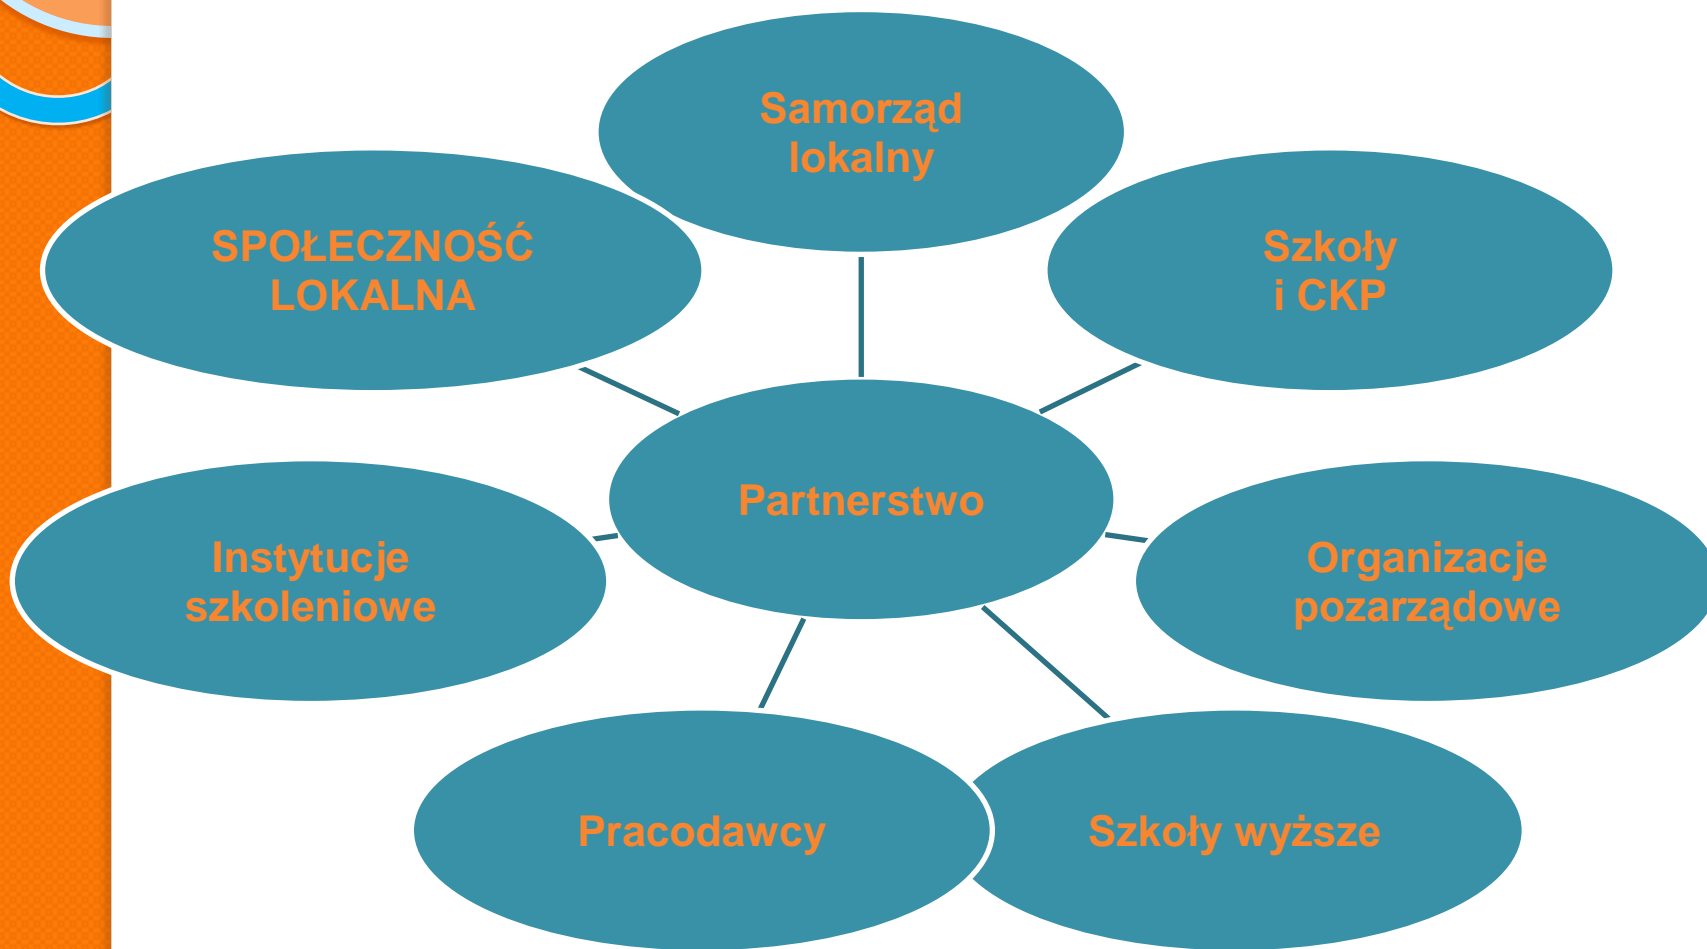 Samorząd
lokalny
SPOŁECZNOŚĆ
LOKALNA
Szkoły
i CKP
Partnerstwo
Instytucje
szkoleniowe
Organizacje
pozarządowe
Pracodawcy
Szkoły wyższe